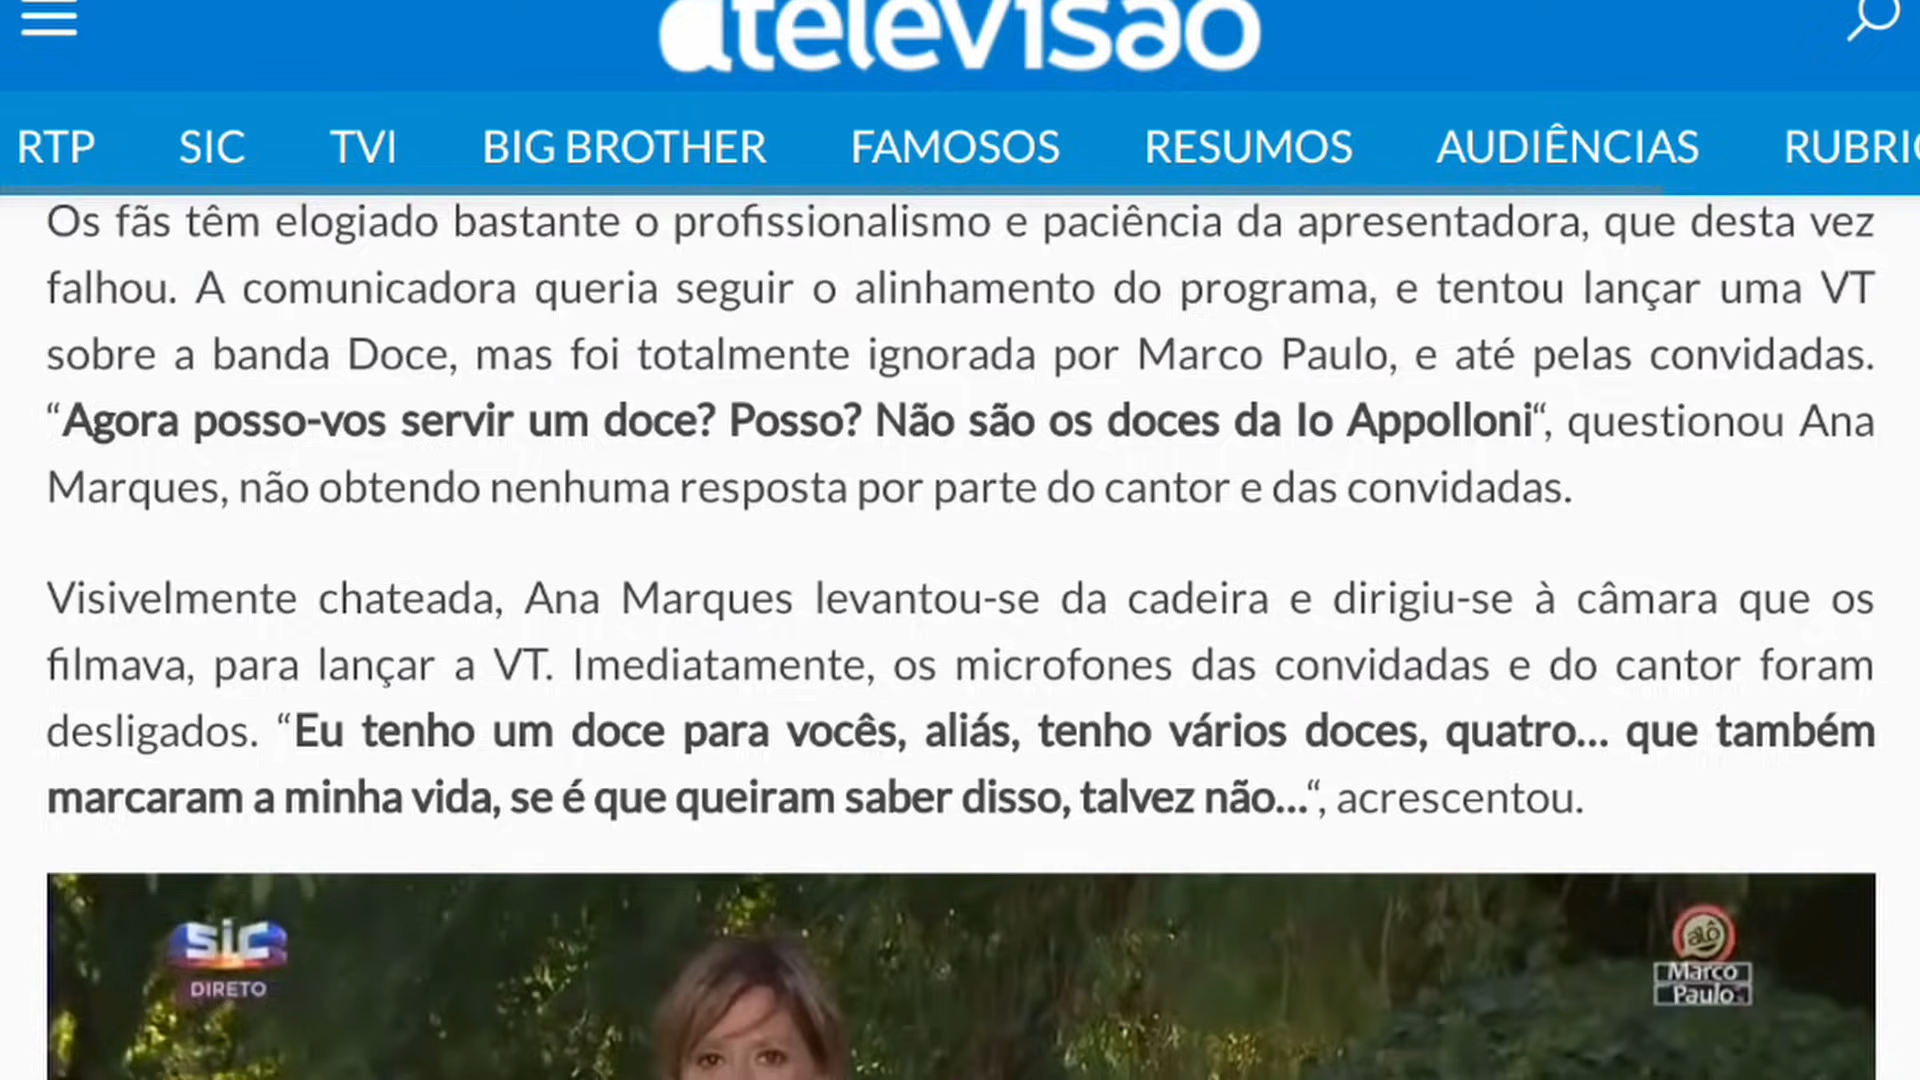 atelevisão
RTP SIC TVI BIG BROTHER FAMOSOS RESUMOS AUDIÊNCIAS
Os fãs têm elogiado bastante o profissionalismo e paciência da apresentadora, que desta vez
falhou. A comunicadora queria seguir o alinhamento do programa, e tentou lançar uma VT
sobre a banda Doce, mas foi totalmente ignorada por Marco Paulo, e até pelas convidadas.
“Agora posso-vos servir um doce? Posso? Não são os doces da Io Appolloni“, questionou Ana
Marques, não obtendo nenhuma resposta por parte do cantor e das convidadas.
Visivelmente chateada, Ana Marques levantou-se da cadeira e dirigiu-se à câmara que os
filmava, para lançar a VT. Imediatamente, os microfones das convidadas e do cantor foram
desligados. “Eu tenho um doce para vocês, aliás, tenho vários doces, quatro... que também
marcaram a minha vida, se é que queiram saber disso, talvez não...“, acrescentou.
SIC
DIRETO
alô
Marco
Paulo